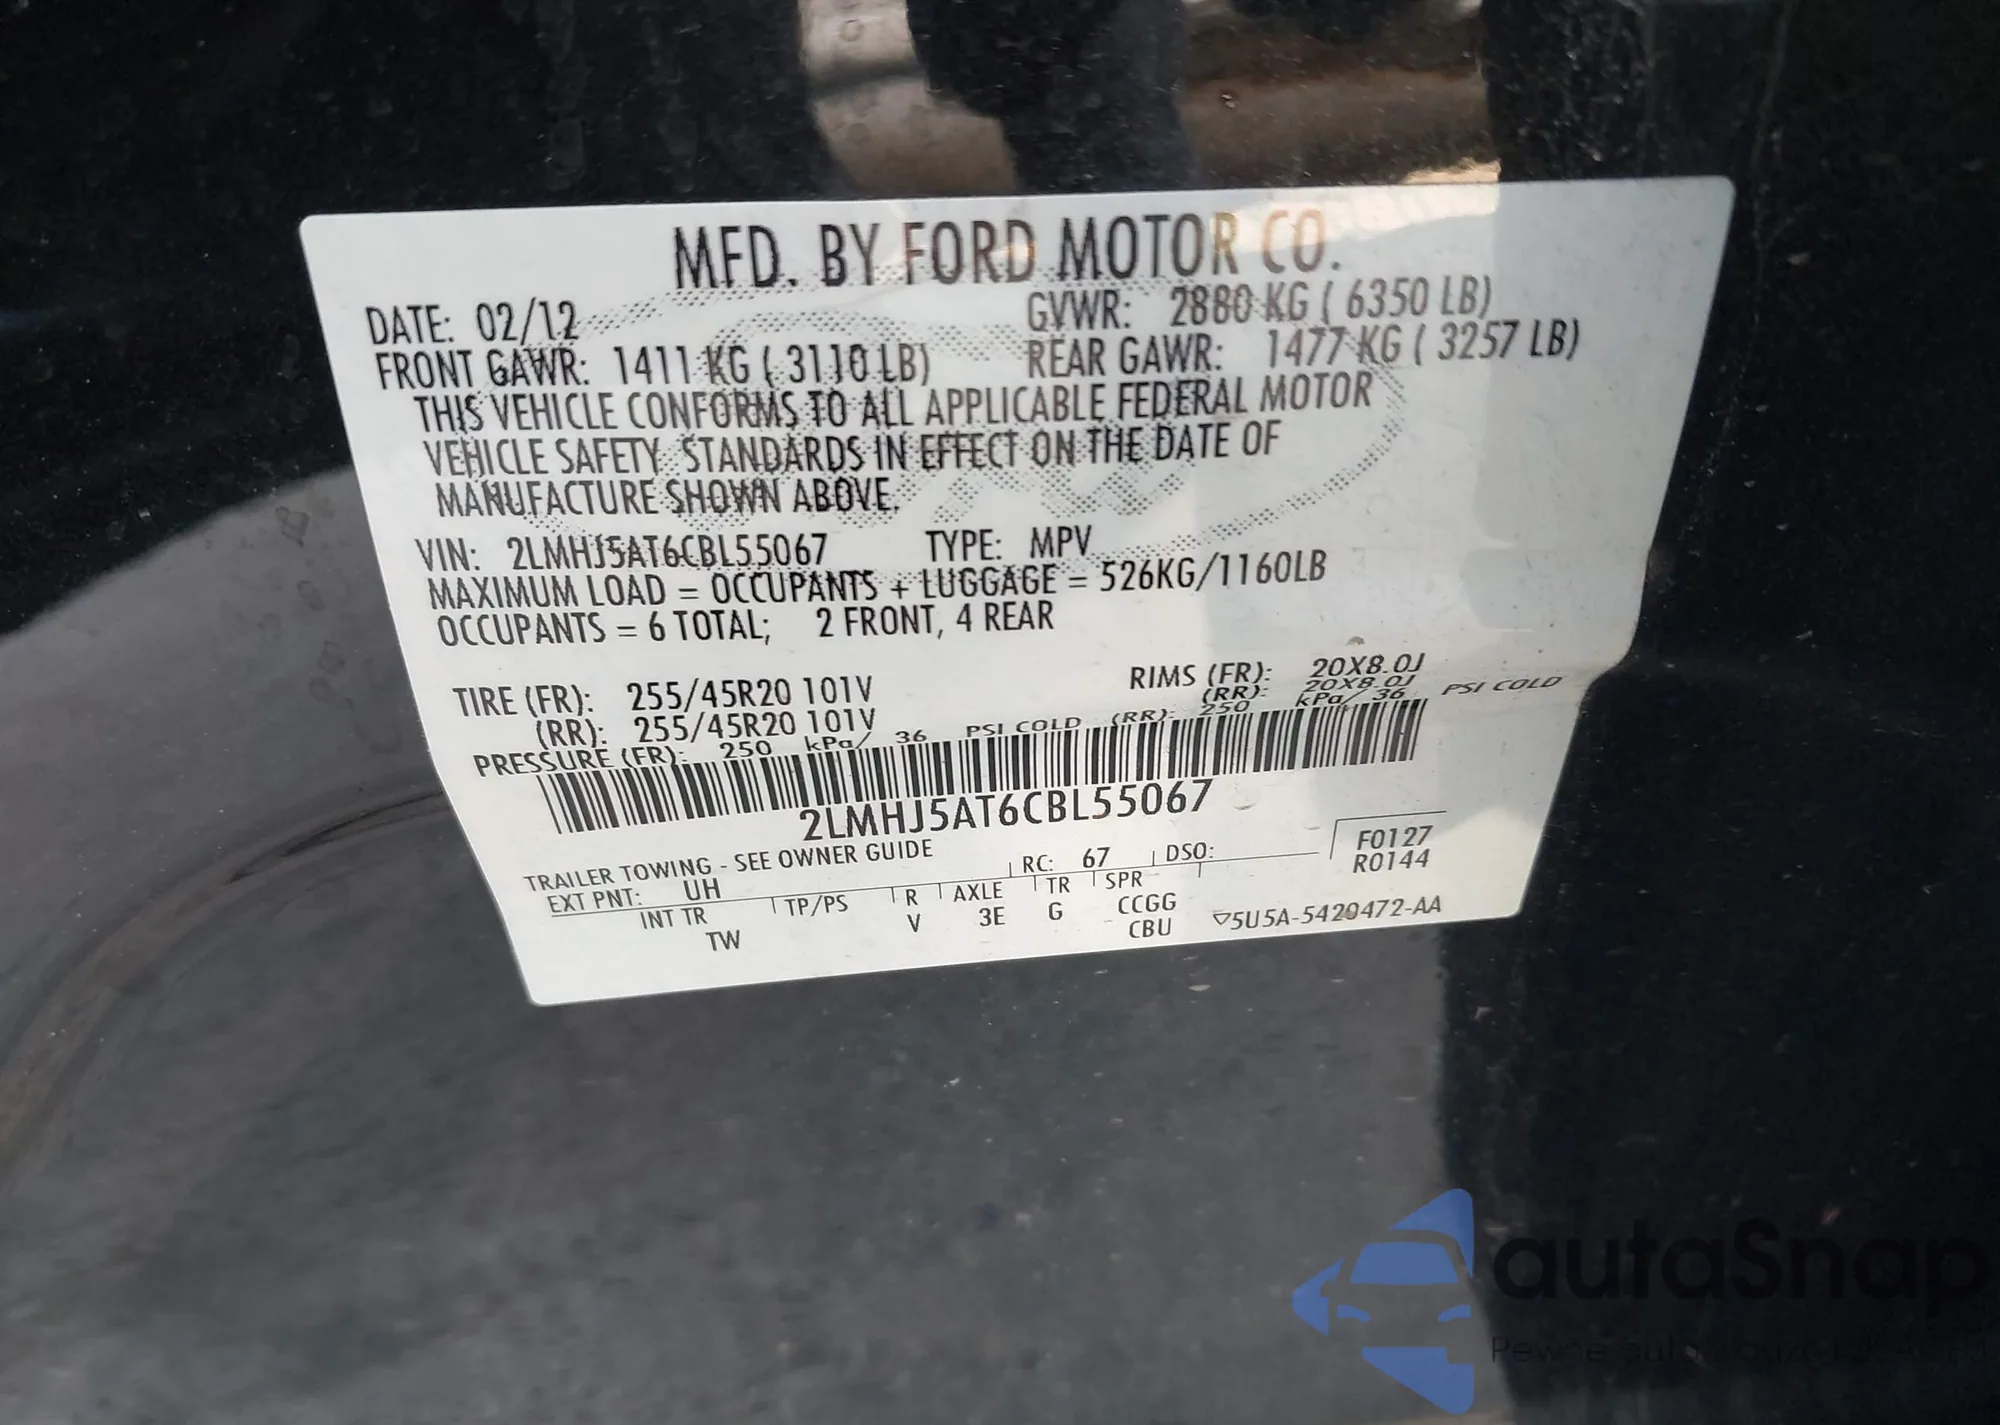 MFD. BY FORD MOTOR CO.
DATE: 02/12 GVWR: 2880 KG ( 6350 LB)
FRONT GAWR: 1411 KG ( 3110 LB) REAR GAWR: 1477 KG ( 3257 LB)
THIS VEHICLE CONFORMS TO ALL APPLICABLE FEDERAL MOTOR
VEHICLE SAFETY STANDARDS IN EFFECT ON THE DATE OF
MANUFACTURE SHOWN ABOVE.
VIN: 2LMHJ5AT6CBL55067 TYPE: MPV
MAXIMUM LOAD = OCCUPANTS + LUGGAGE = 526KG/1160LB
OCCUPANTS = 6 TOTAL; 2 FRONT, 4 REAR
TIRE (FR): 255/45R20 101V RIMS (FR): 20X8.0J
(RR): 255/45R20 101V (RR): 20X8.0J
PRESSURE (FR): 250 kPa/ 36 PSI COLD (RR): 250 kPa/ 36 PSI COLD
2LMHJ5AT6CBL55067
TRAILER TOWING - SEE OWNER GUIDE
EXT PNT: UH RC: 67 DSO: F0127
R0144
INT TR TP/PS R AXLE TR SPR
TW V 3E G CCGG
CBU ▽5U5A-5420472-AA
autaSnap